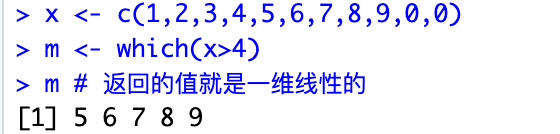 > x <- c(1,2,3,4,5,6,7,8,9,0,0)
> m <- which(x>4)
> m # 返回的值就是一维线性的
[1] 5 6 7 8 9